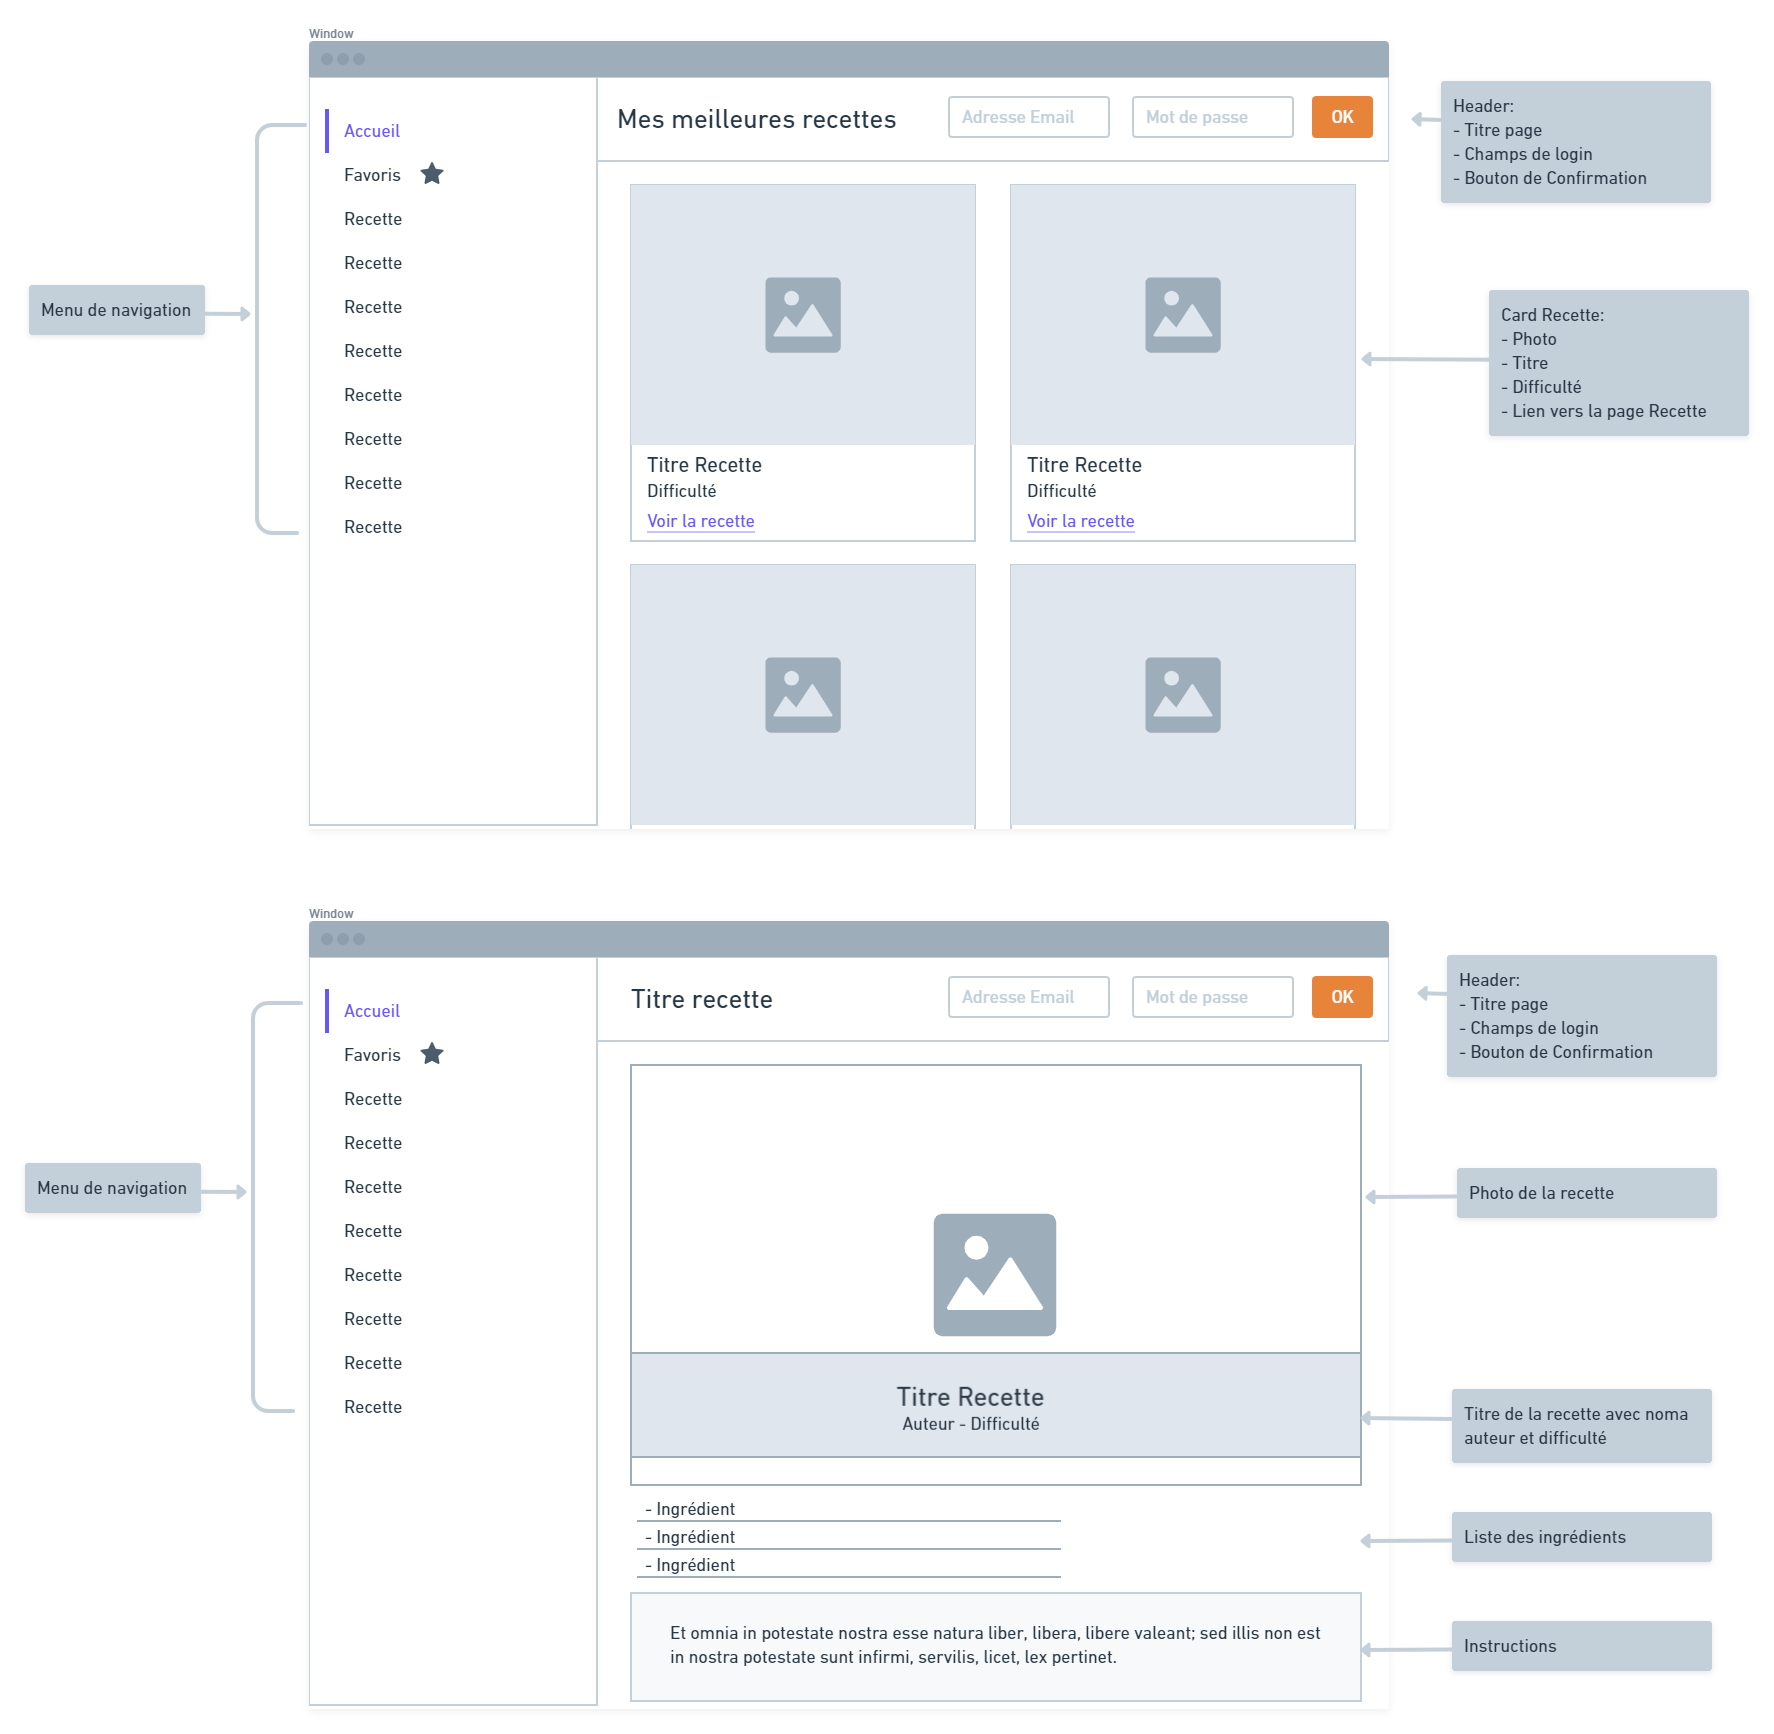 Window
Accueil
Favoris
Recette
Recette
Recette
Recette
Recette
Recette
Recette
Recette
Menu de navigation
Mes meilleures recettes
Adresse Email
Mot de passe
OK
Titre Recette
Difficulté
Voir la recette
Titre Recette
Difficulté
Voir la recette
Header:
- Titre page
- Champs de login
- Bouton de Confirmation
Card Recette:
- Photo
- Titre
- Difficulté
- Lien vers la page Recette
Window
Accueil
Favoris
Recette
Recette
Recette
Recette
Recette
Recette
Recette
Recette
Menu de navigation
Titre recette
Adresse Email
Mot de passe
OK
Titre Recette
Auteur - Difficulté
- Ingrédient
- Ingrédient
- Ingrédient
Et omnia in potestate nostra esse natura liber, libera, libere valeant; sed illis non est
in nostra potestate sunt infirmi, servilis, licet, lex pertinet.
Header:
- Titre page
- Champs de login
- Bouton de Confirmation
Photo de la recette
Titre de la recette avec noma
auteur et difficulté
Liste des ingrédients
Instructions